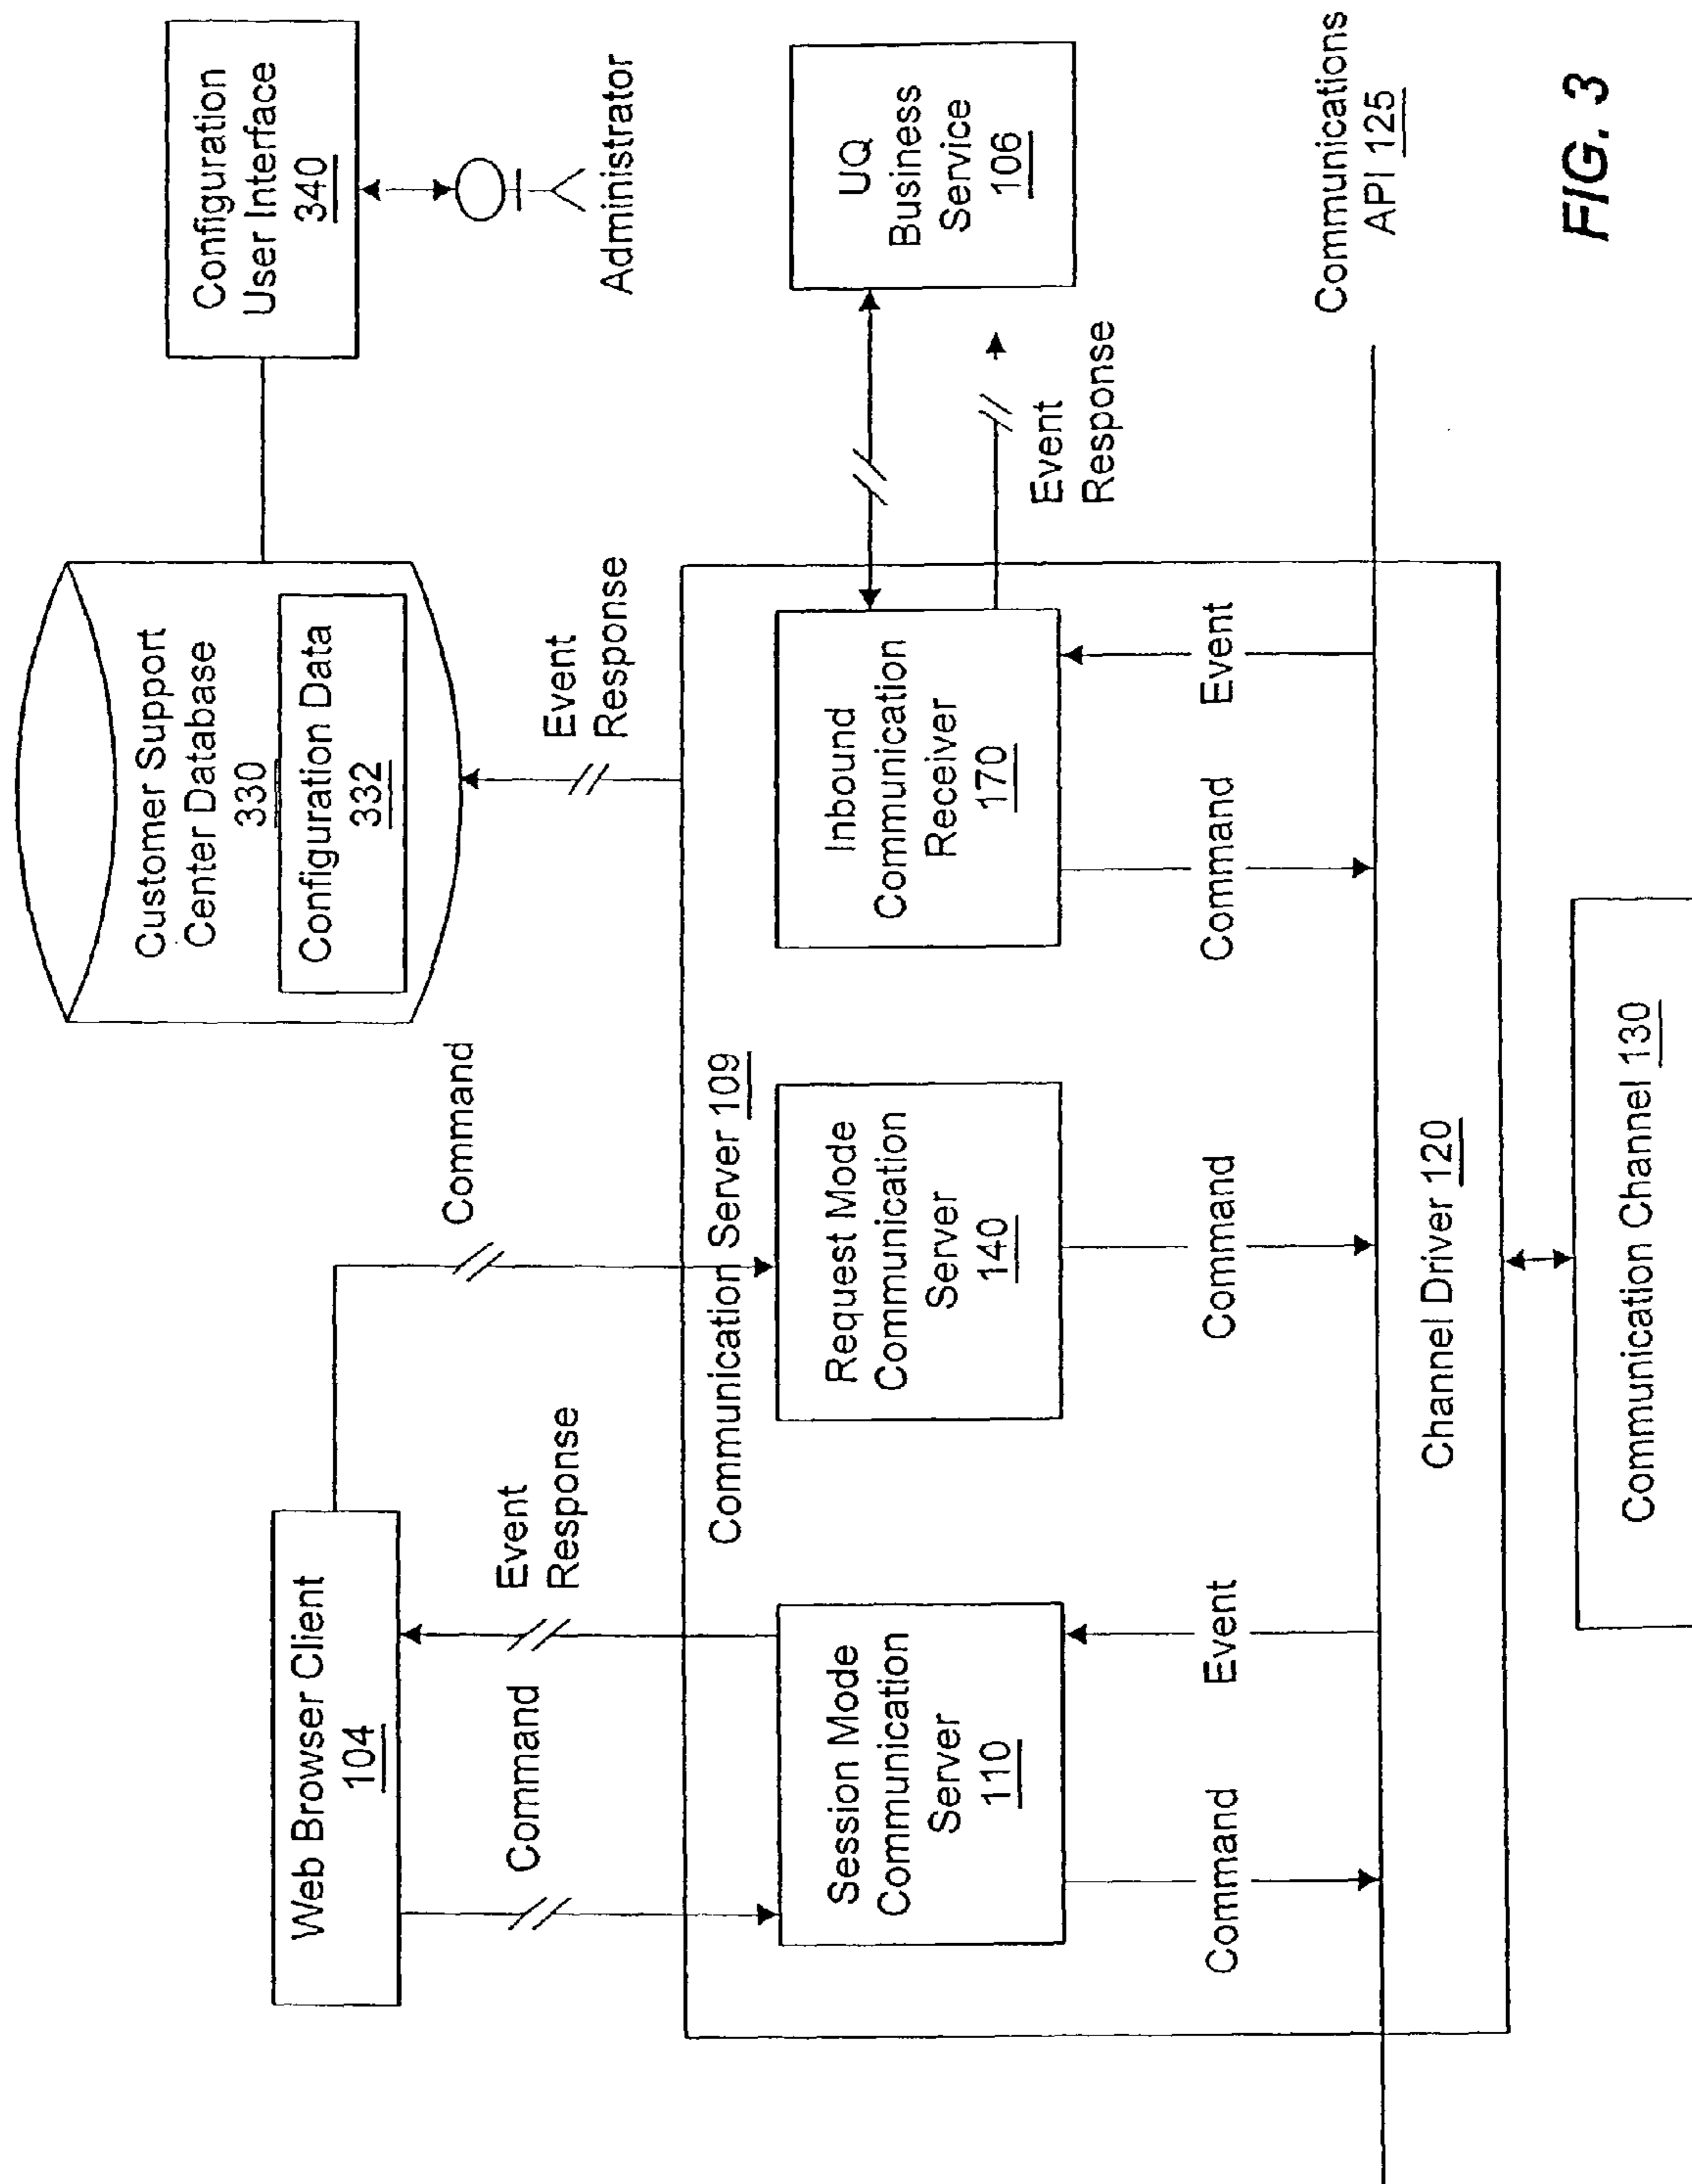 Customer Support
Center Database
330
Configuration Data
332
Configuration
User Interface
340
Administrator
Web Browser Client
104
Command
Event
Response
Command
Event
Response
Communication Server 109
Session Mode
Communication
Server
110
Request Mode
Communication
Server
140
Inbound
Communication
Receiver
170
UQ
Business
Service
106
Event
Response
Command
Event
Command
Command
Event
Communications
API 125
Channel Driver 120
Communication Channel 130
FIG. 3